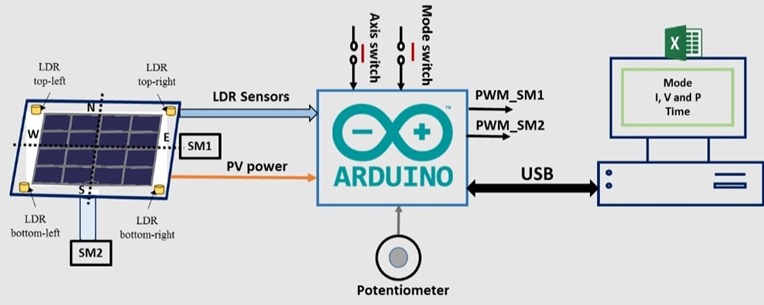 Axis switch
Mode switch
LDR
top-left
LDR
top-right
N
W
E
S
LDR
bottom-left
LDR
bottom-right
SM1
SM2
LDR Sensors
PV power
ARDUINO
TM
PWM_SM1
PWM_SM2
USB
Potentiometer
X
Mode
I, V and P
Time